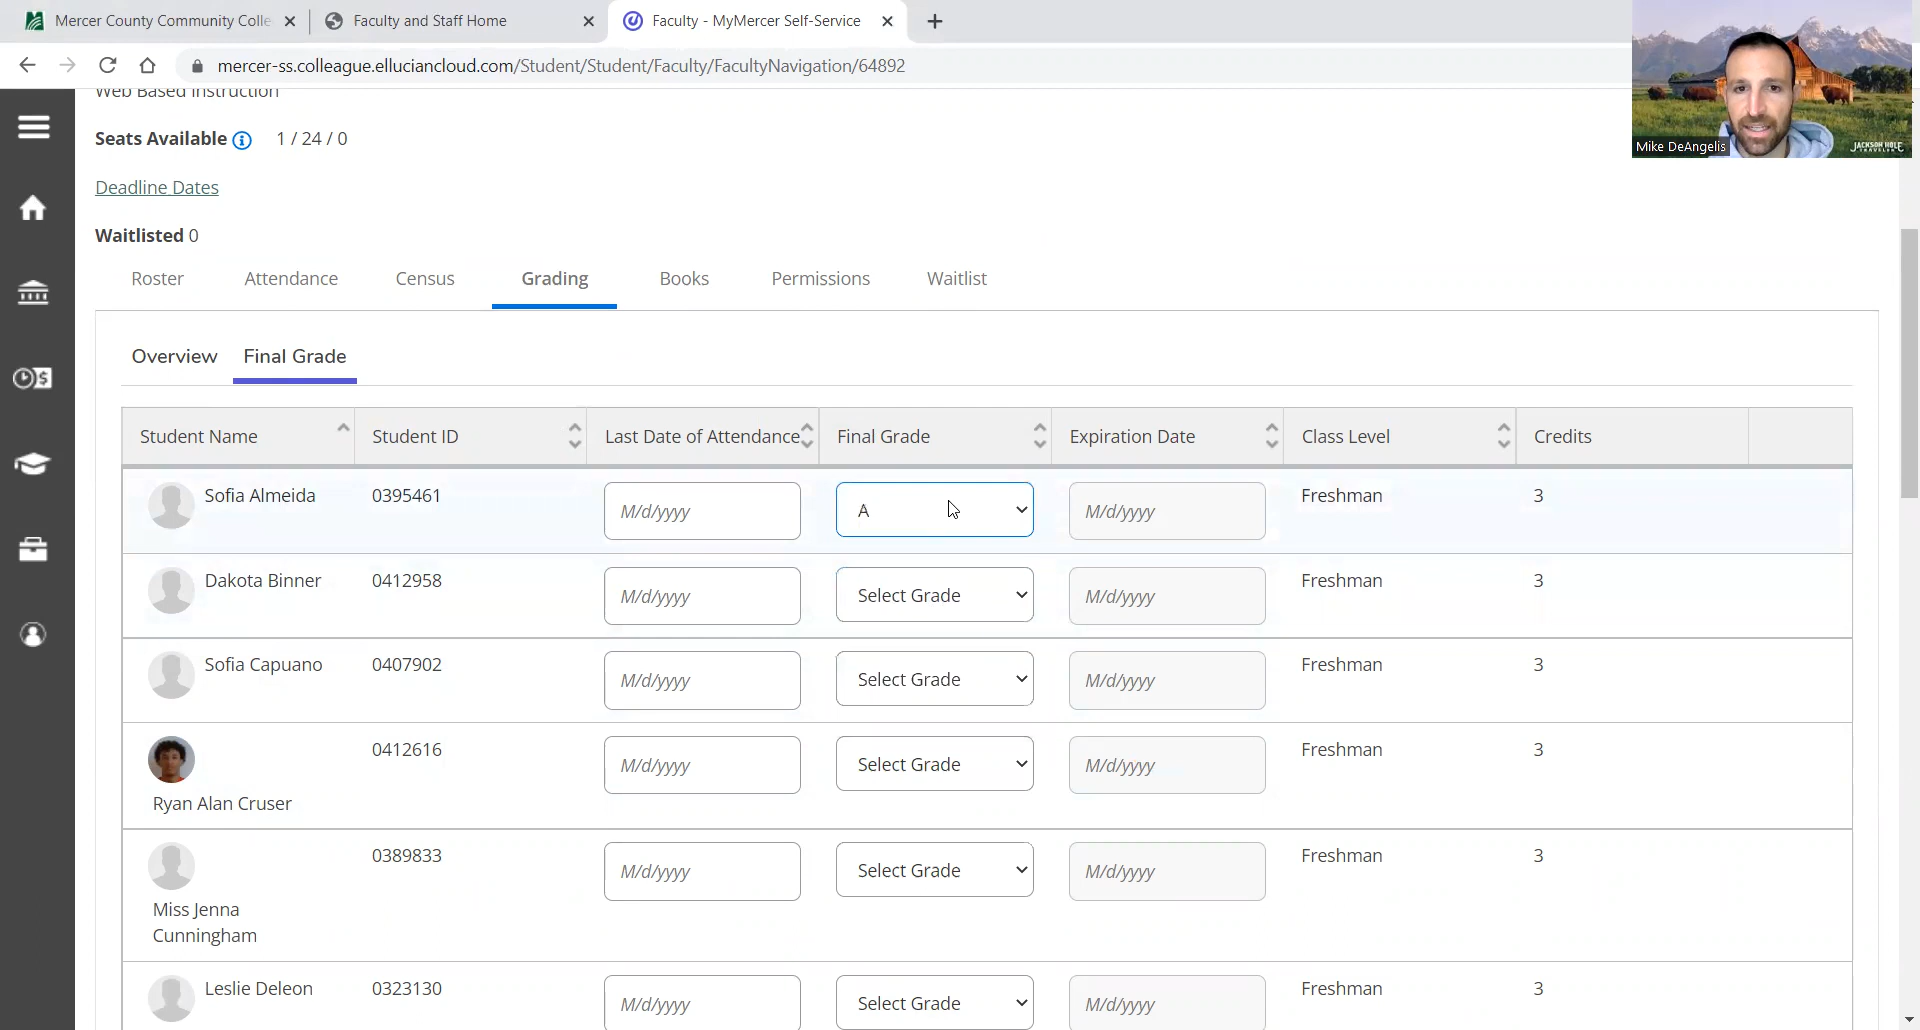 Mercer County Community Colle
Faculty and Staff Home
Faculty - MyMercer Self-Service
mercer-ss.colleague.elluciancloud.com/Student/Student/Faculty/FacultyNavigation/64892
Mike DeAngelis
JACKSON HOLE
Web Based Instruction
Seats Available 1 / 24 / 0
Deadline Dates
Waitlisted 0
Roster Attendance Census Grading Books Permissions Waitlist
Overview Final Grade
Student Name Student ID Last Date of Attendance Final Grade Expiration Date Class Level Credits
Sofia Almeida 0395461 M/d/yyyy A M/d/yyyy Freshman 3
Dakota Binner 0412958 M/d/yyyy Select Grade M/d/yyyy Freshman 3
Sofia Capuano 0407902 M/d/yyyy Select Grade M/d/yyyy Freshman 3
0412616 M/d/yyyy Select Grade M/d/yyyy Freshman 3
Ryan Alan Cruser
0389833 M/d/yyyy Select Grade M/d/yyyy Freshman 3
Miss Jenna
Cunningham
Leslie Deleon 0323130 M/d/yyyy Select Grade M/d/yyyy Freshman 3